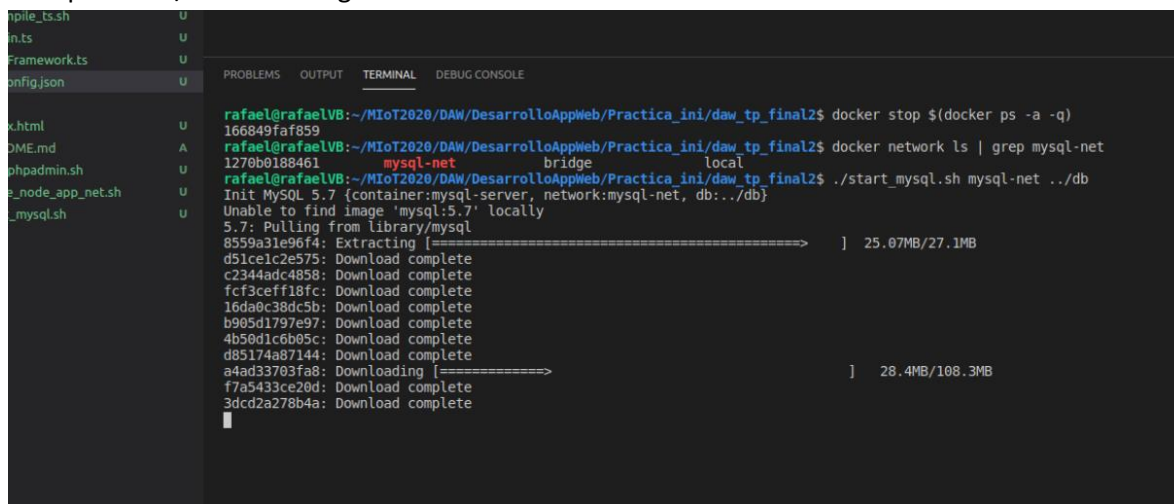 npile_ts.sh U
in.ts U
Framework.ts U
onfig.json U
x.html U
DME.md A
phpadmin.sh U
e_node_app_net.sh U
_mysql.sh U
PROBLEMS OUTPUT TERMINAL DEBUG CONSOLE
rafael@rafaelVB:~/MIoT2020/DAW/DesarrolloAppWeb/Practica_ini/daw_tp_final2$ docker stop $(docker ps -a -q)
166849faf859
rafael@rafaelVB:~/MIoT2020/DAW/DesarrolloAppWeb/Practica_ini/daw_tp_final2$ docker network ls | grep mysql-net
1270b0188461 mysql-net bridge local
rafael@rafaelVB:~/MIoT2020/DAW/DesarrolloAppWeb/Practica_ini/daw_tp_final2$ ./start_mysql.sh mysql-net ../db
Init MySQL 5.7 {container:mysql-server, network:mysql-net, db:../db}
Unable to find image 'mysql:5.7' locally
5.7: Pulling from library/mysql
8559a31e96f4: Extracting [==============================================> ] 25.07MB/27.1MB
d51ce1c2e575: Download complete
c2344adc4858: Download complete
fcf3ceff18fc: Download complete
16da0c38dc5b: Download complete
b905d1797e97: Download complete
4b50d1c6b05c: Download complete
d85174a87144: Download complete
a4ad33703fa8: Downloading [=============> ] 28.4MB/108.3MB
f7a5433ce20d: Download complete
3dcd2a278b4a: Download complete